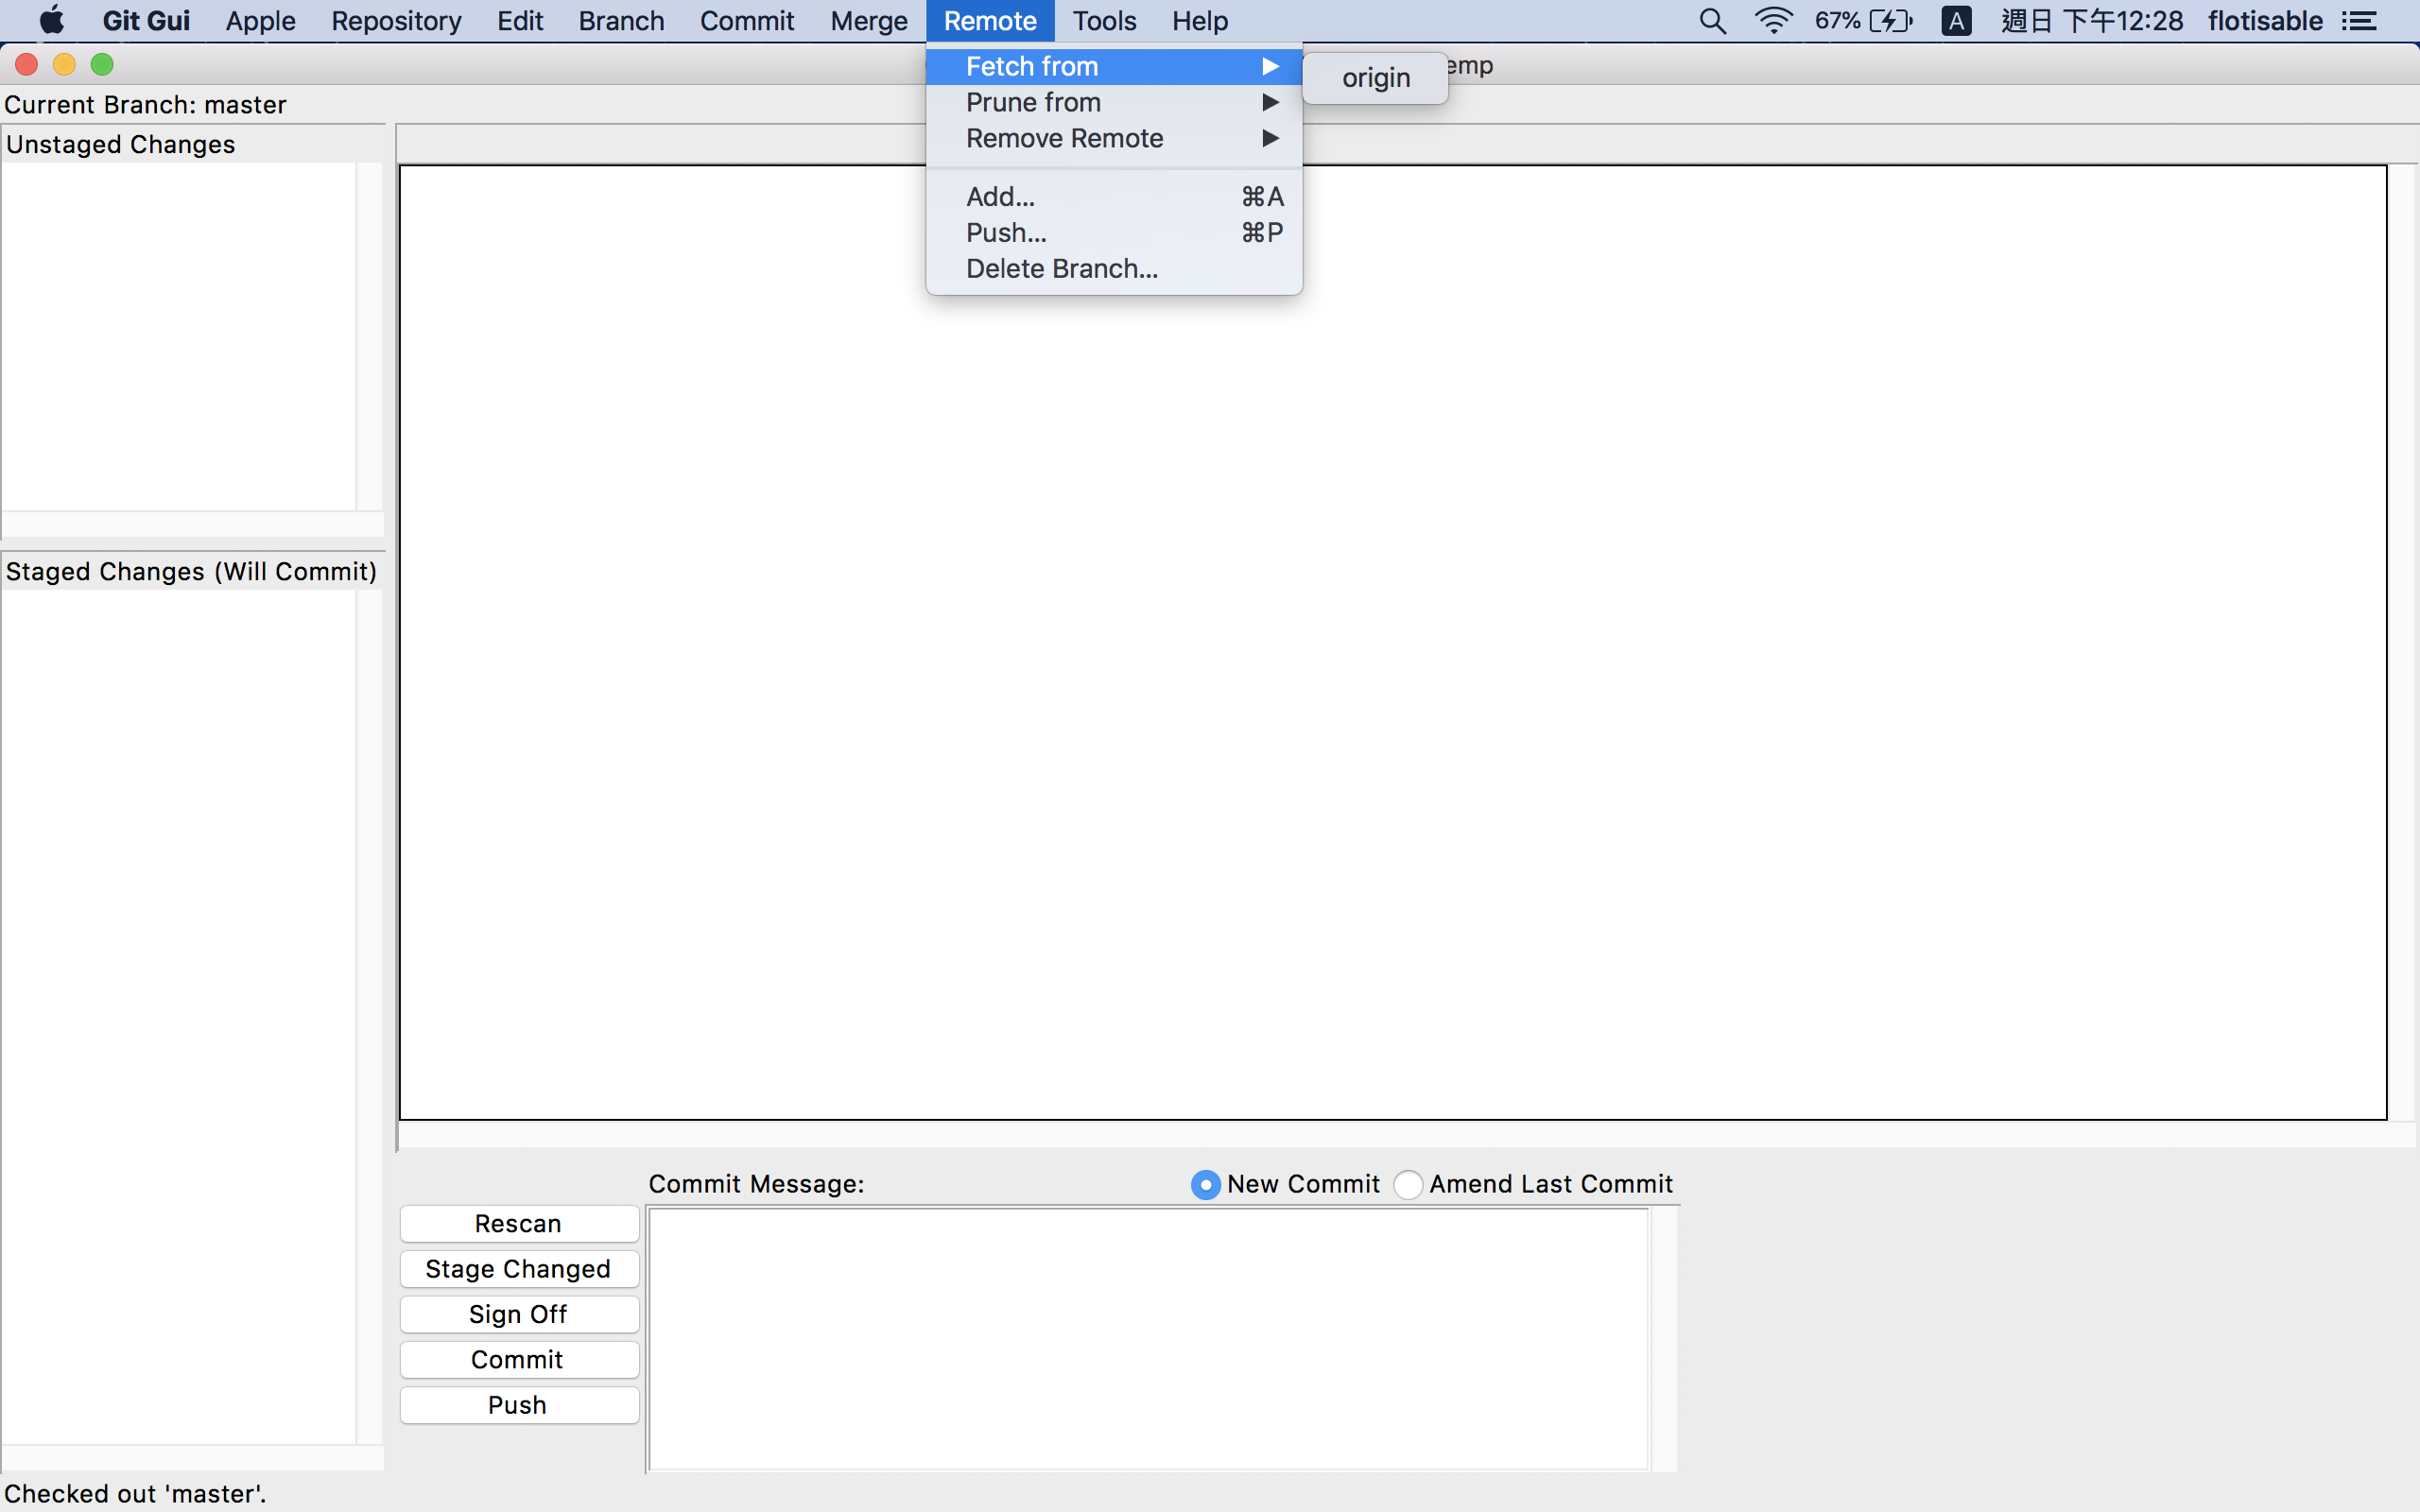 Git Gui Apple Repository Edit Branch Commit Merge Remote Tools Help 67% A 週日 下午12:28 flotisable
Fetch from
origin
emp
Prune from
Remove Remote
Add... ⌘A
Push... ⌘P
Delete Branch...
Current Branch: master
Unstaged Changes
Staged Changes (Will Commit)
Commit Message: New Commit Amend Last Commit
Rescan
Stage Changed
Sign Off
Commit
Push
Checked out 'master'.